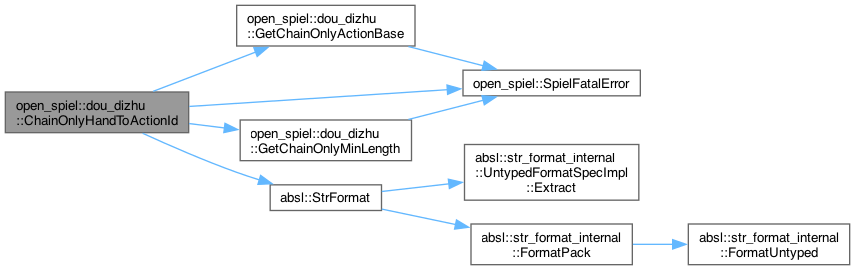 open_spiel::dou_dizhu
::ChainOnlyHandToActionId
open_spiel::dou_dizhu
::GetChainOnlyActionBase
open_spiel::SpielFatalError
open_spiel::dou_dizhu
::GetChainOnlyMinLength
absl::StrFormat
absl::str_format_internal
::UntypedFormatSpecImpl
::Extract
absl::str_format_internal
::FormatPack
absl::str_format_internal
::FormatUntyped